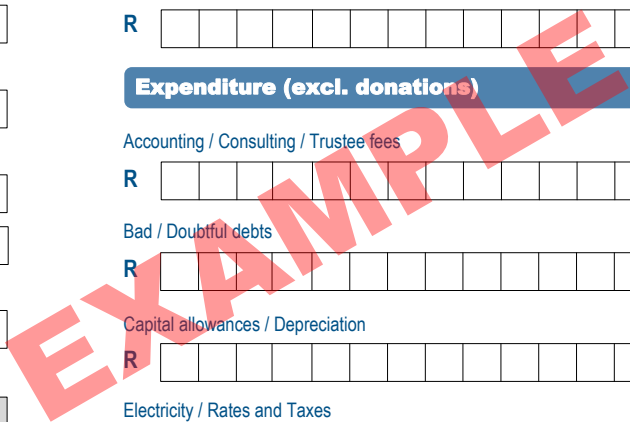 R
Expenditure (excl. donations)
Accounting / Consulting / Trustee fees
R
Bad / Doubtful debts
R
Capital allowances / Depreciation
R
Electricity / Rates and Taxes
EXAMPLE